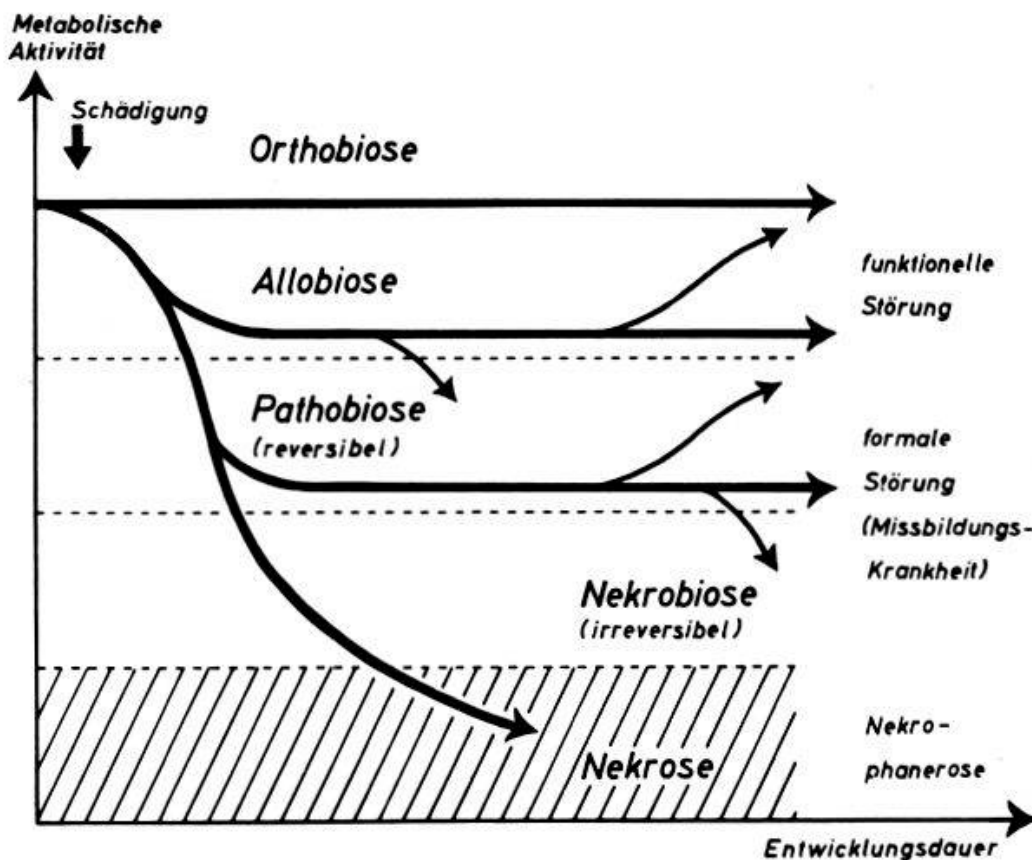 Metabolische
Aktivität
Schädigung
Orthobiose
Allobiose
funktionelle
Störung
Pathobiose
(reversibel)
formale
Störung
(Missbildungs-
Krankheit)
Nekrobiose
(irreversibel)
Nekrose
Nekro-
phanerose
Entwicklungsdauer